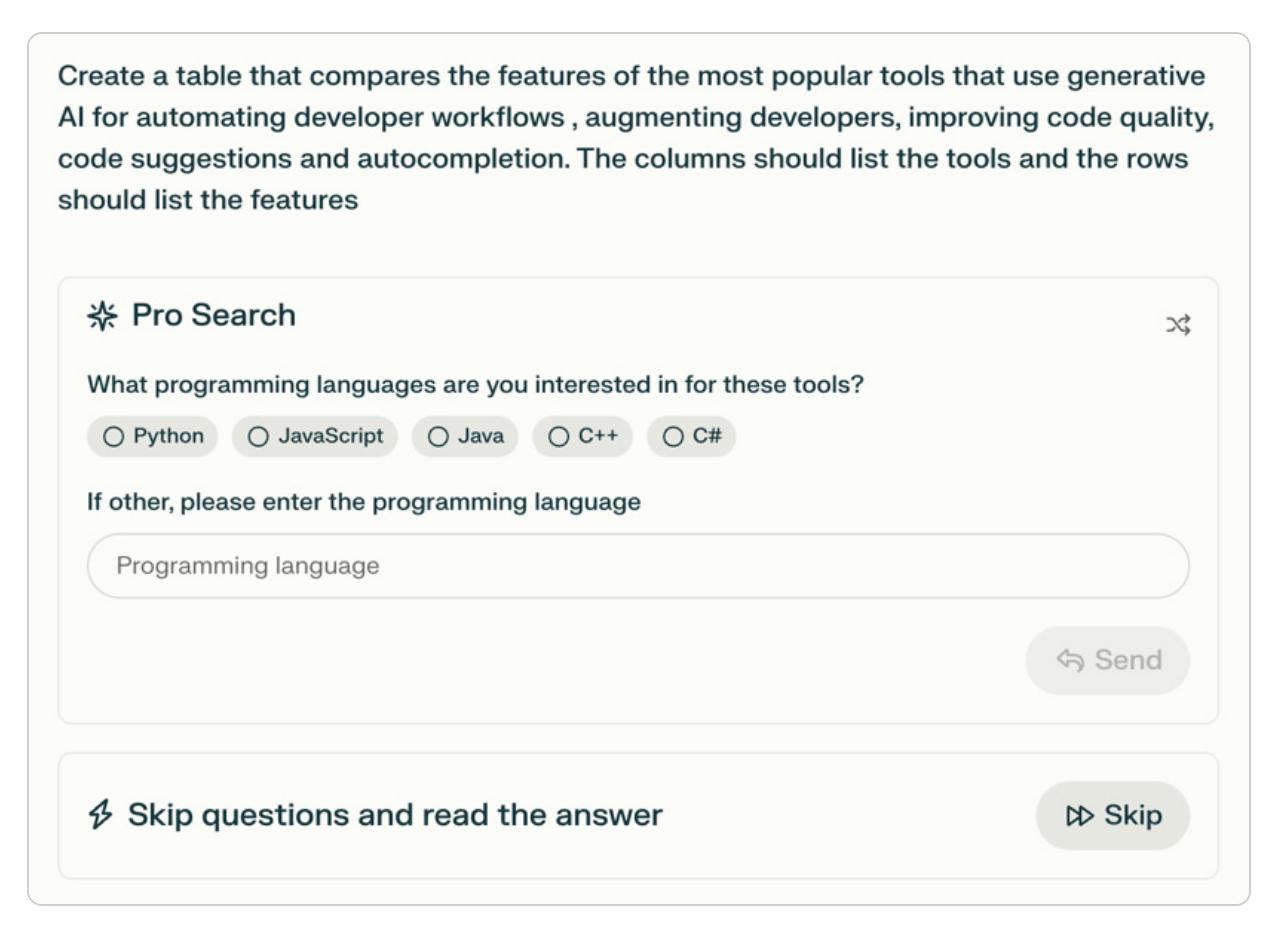 Create a table that compares the features of the most popular tools that use generative
AI for automating developer workflows , augmenting developers, improving code quality,
code suggestions and autocompletion. The columns should list the tools and the rows
should list the features
Pro Search
What programming languages are you interested in for these tools?
Python JavaScript Java C++ C#
If other, please enter the programming language
Programming language
Send
Skip questions and read the answer Skip